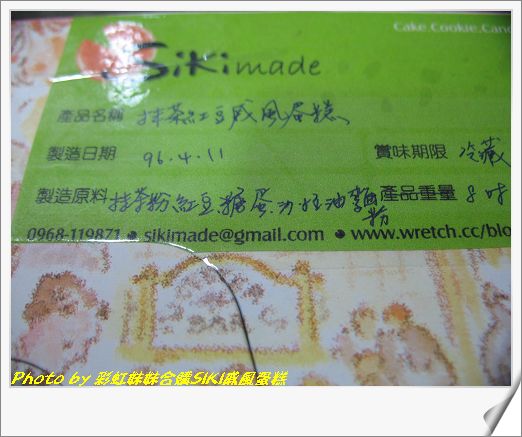 Cake.Cookie.Can
Sikimade
產品名稱 抹茶紅豆戚風蛋糕
製造日期 96.4.11 賞味期限 冷藏
製造原料 抹茶粉 紅豆 糖 蛋 油 麵粉 產品重量 8吋
0968-119871 ● sikimade@gmail.com ● www.wretch.cc/blo
Photo by 彩虹妹妹合購SiKi戚風蛋糕